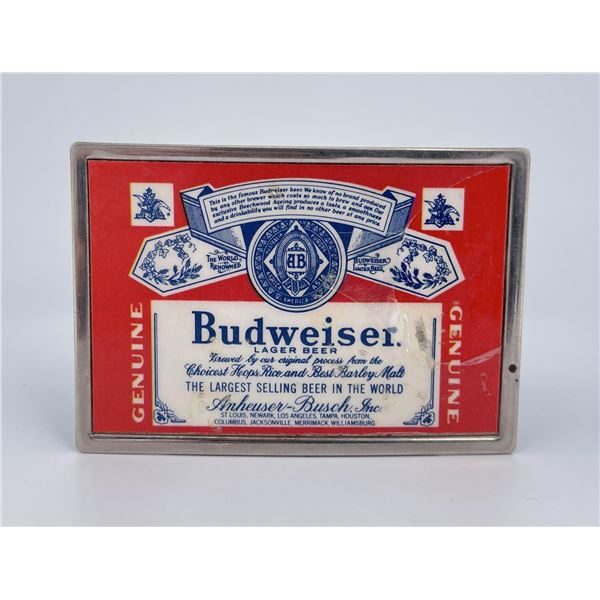 This is the famous Budweiser beer. We know of no brand produced
by any other brewer which costs so much to brew and age. Our
exclusive Beechwood Ageing produces a taste, a smoothness
and a drinkability you will find in no other beer at any price
THE WORLD RENOWNED
BUDWEISER LAGER BEER
AB
AMERICA
GENUINE
GENUINE
Budweiser.
LAGER BEER
Brewed by our original process from the
Choicest Hops, Rice and Best Barley Malt
THE LARGEST SELLING BEER IN THE WORLD
Anheuser-Busch, Inc.
ST. LOUIS, NEWARK, LOS ANGELES, TAMPA, HOUSTON,
COLUMBUS, JACKSONVILLE, MERRIMACK, WILLIAMSBURG